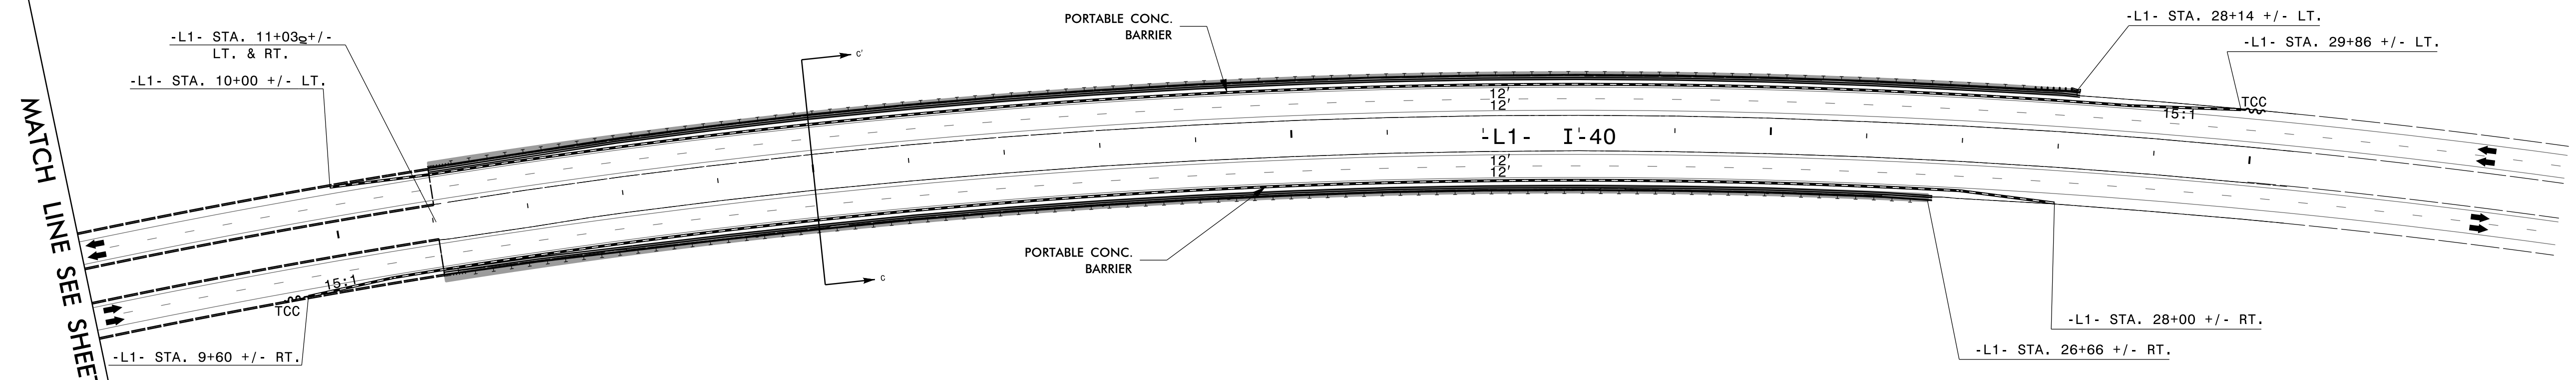 -L1- STA. 11+03 +/-
LT. & RT.
-L1- STA. 10+00 +/- LT.
MATCH LINE SEE SHEET
15:1
TCC
-L1- STA. 9+60 +/- RT.
C'
C
PORTABLE CONC.
BARRIER
PORTABLE CONC.
BARRIER
12'
12'
-L1- I-40
12'
12'
-L1- STA. 28+14 +/- LT.
-L1- STA. 29+86 +/- LT.
TCC
15:1
-L1- STA. 28+00 +/- RT.
-L1- STA. 26+66 +/- RT.